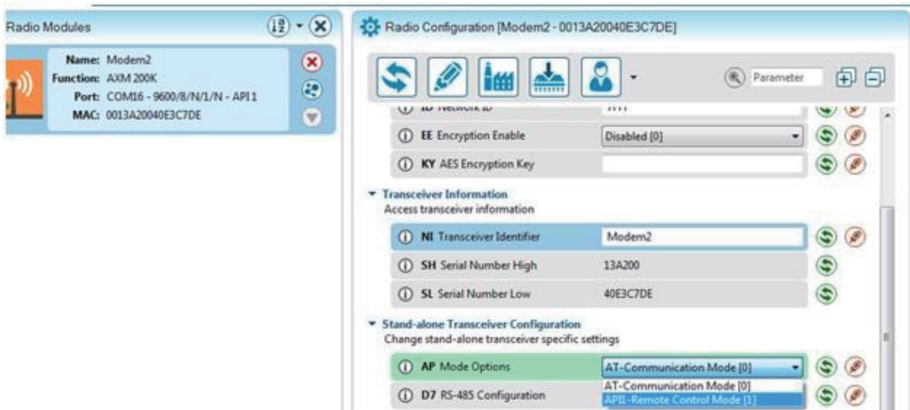 Radio Modules
Name: Modem2
Function: AXM 200K
Port: COM16 - 9600/8/N/1/N - API 1
MAC: 0013A20040E3C7DE
Radio Configuration [Modem2 - 0013A20040E3C7DE]
Parameter
ID Network ID
EE Encryption Enable Disabled [0]
KY AES Encryption Key
Transceiver Information
Access transceiver information
NI Transceiver Identifier Modem2
SH Serial Number High 13A200
SL Serial Number Low 40E3C7DE
Stand-alone Transceiver Configuration
Change stand-alone transceiver specific settings
AP Mode Options AT-Communication Mode [0]
AT-Communication Mode [0]
D7 RS-485 Configuration API1-Remote Control Mode [1]